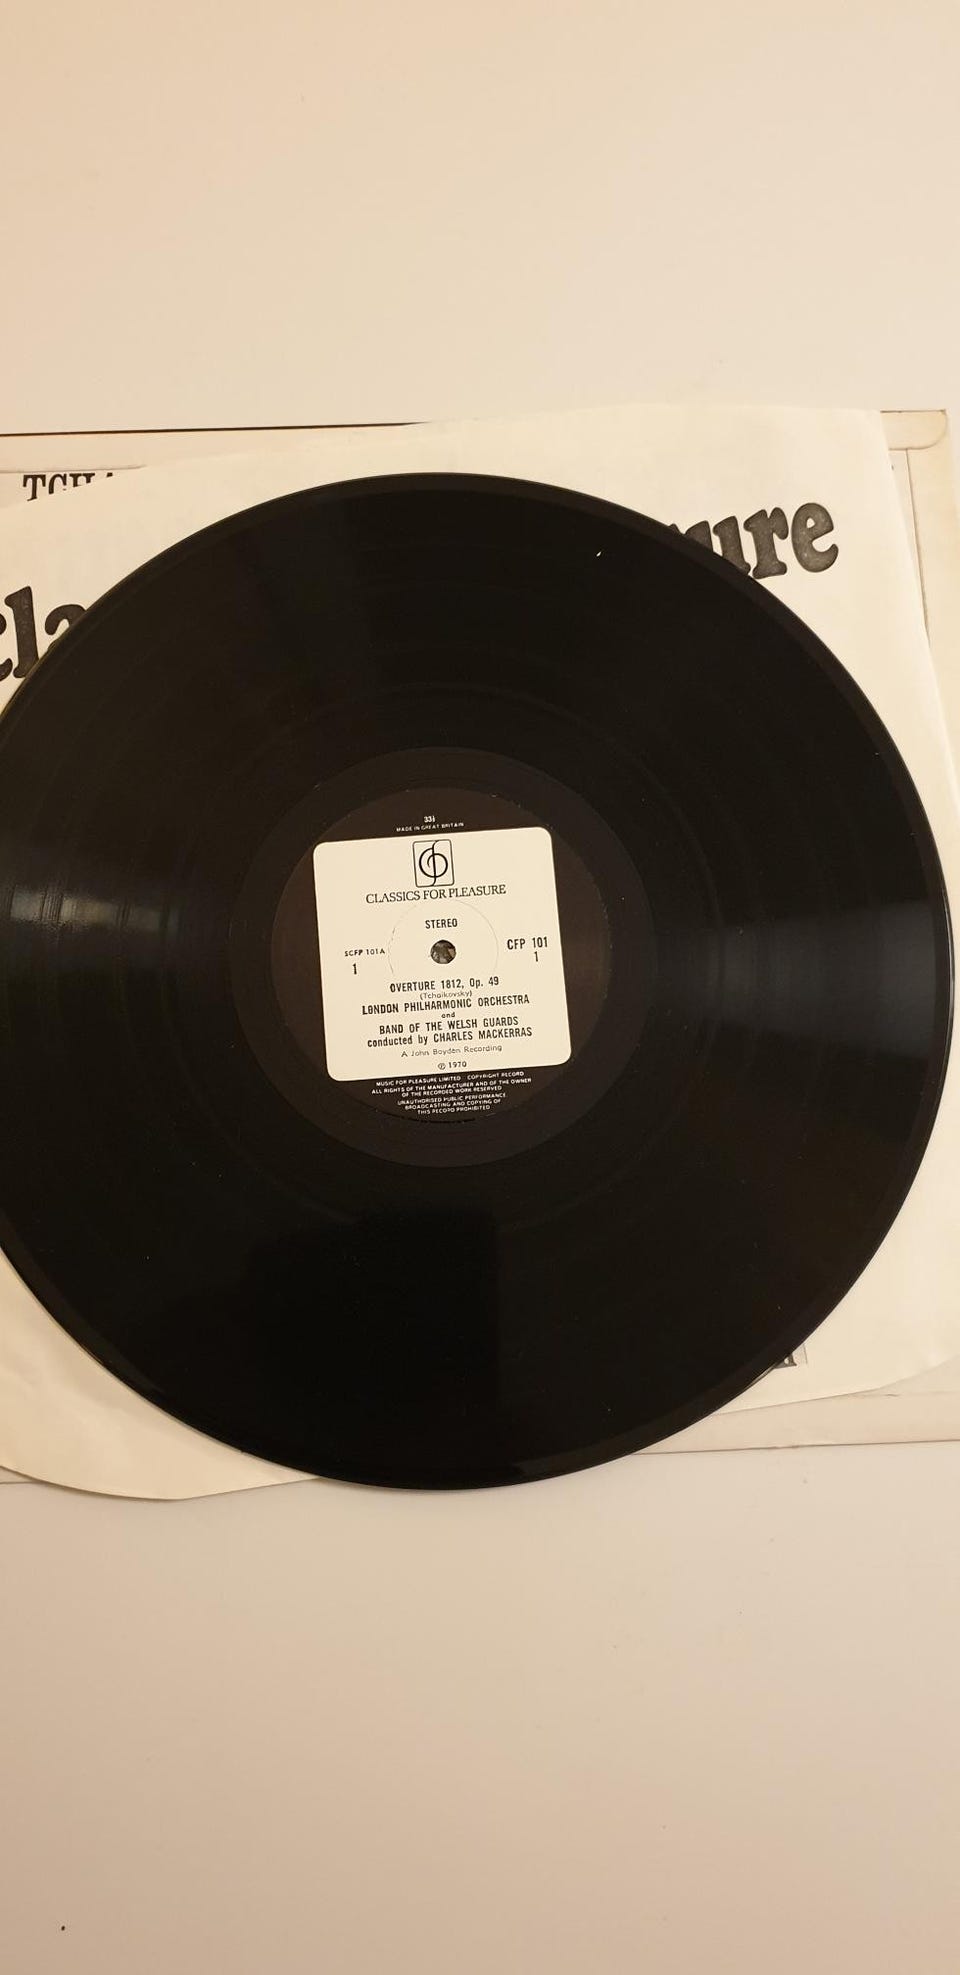 TCHA
cla
ure
33⅓
MADE IN GREAT BRITAIN
CLASSICS FOR PLEASURE
STEREO
SCFP 101A
1
CFP 101
1
OVERTURE 1812, Op. 49
(Tchaikovsky)
LONDON PHILHARMONIC ORCHESTRA
and
BAND OF THE WELSH GUARDS
conducted by CHARLES MACKERRAS
A John Boyden Recording
℗ 1970
MUSIC FOR PLEASURE LIMITED COPYRIGHT RECORD
ALL RIGHTS OF THE MANUFACTURER AND OF THE OWNER
OF THE RECORDED WORK RESERVED
UNAUTHORISED PUBLIC PERFORMANCE
BROADCASTING AND COPYING OF
THIS RECORD PROHIBITED